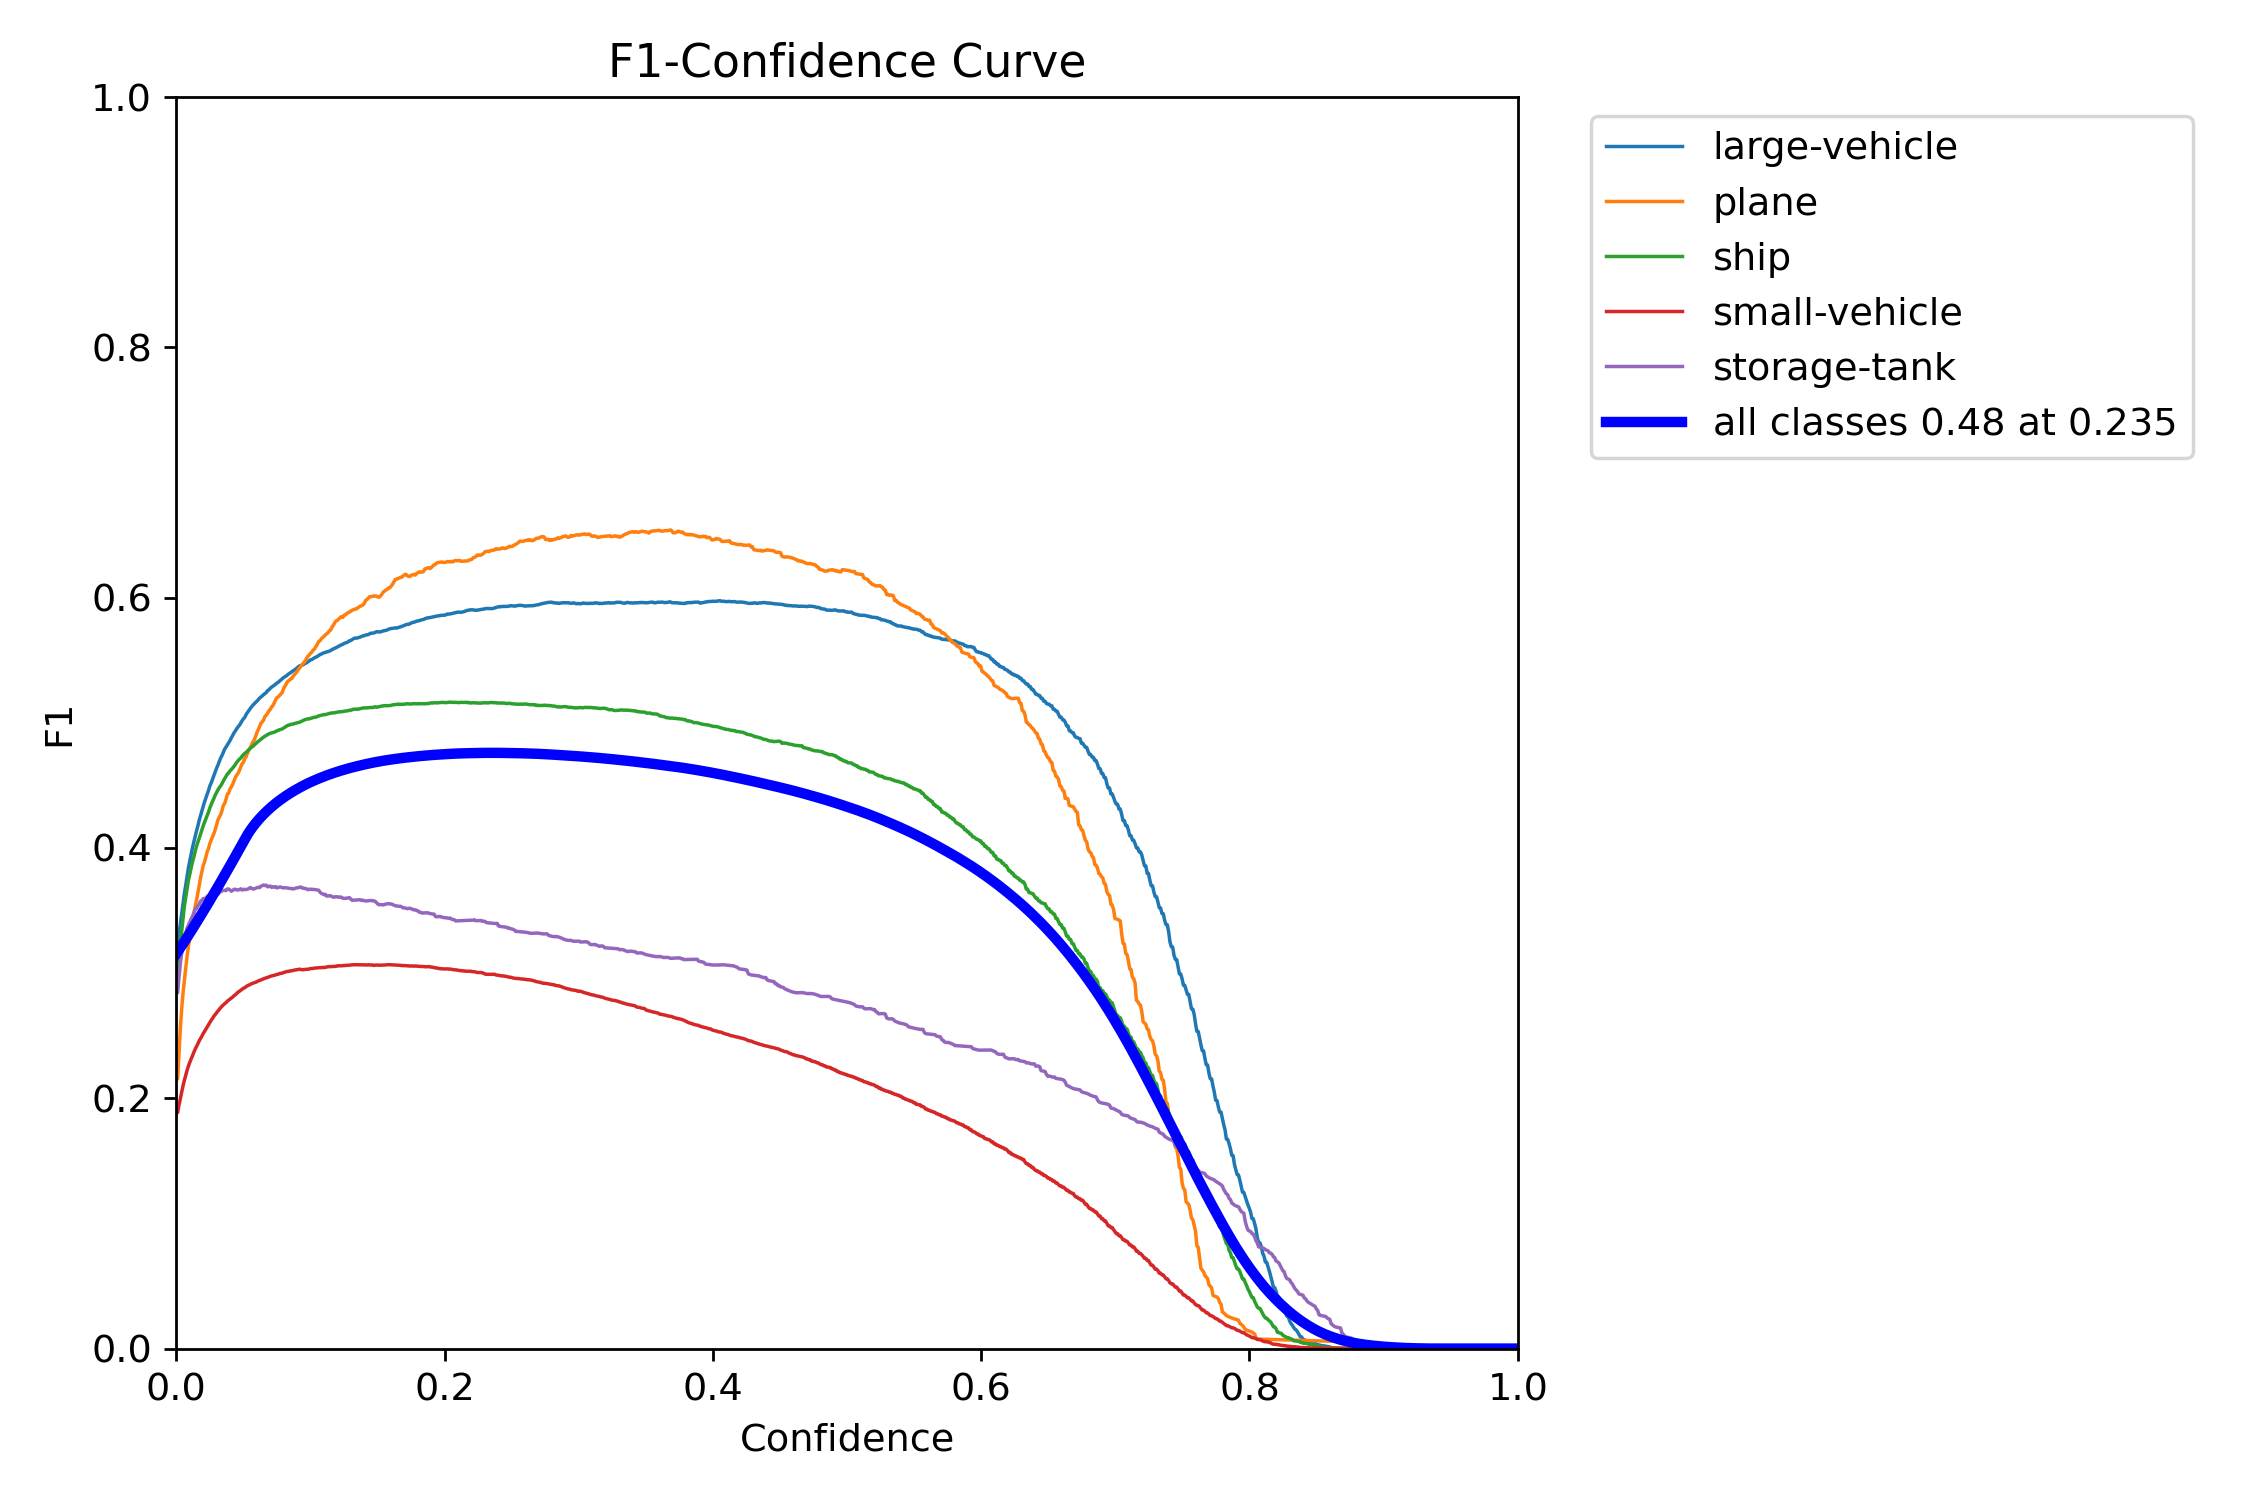 F1-Confidence Curve
1.0
0.8
0.6
0.4
0.2
0.0
F1
0.0 0.2 0.4 0.6 0.8 1.0
Confidence
large-vehicle
plane
ship
small-vehicle
storage-tank
all classes 0.48 at 0.235